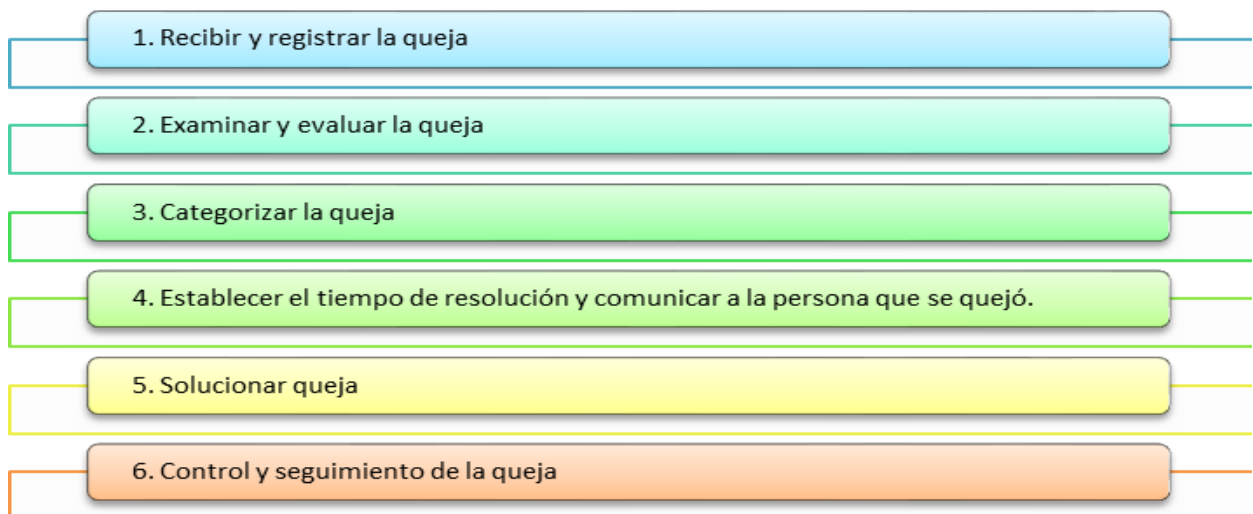 1. Recibir y registrar la queja
2. Examinar y evaluar la queja
3. Categorizar la queja
4. Establecer el tiempo de resolución y comunicar a la persona que se quejó.
5. Solucionar queja
6. Control y seguimiento de la queja